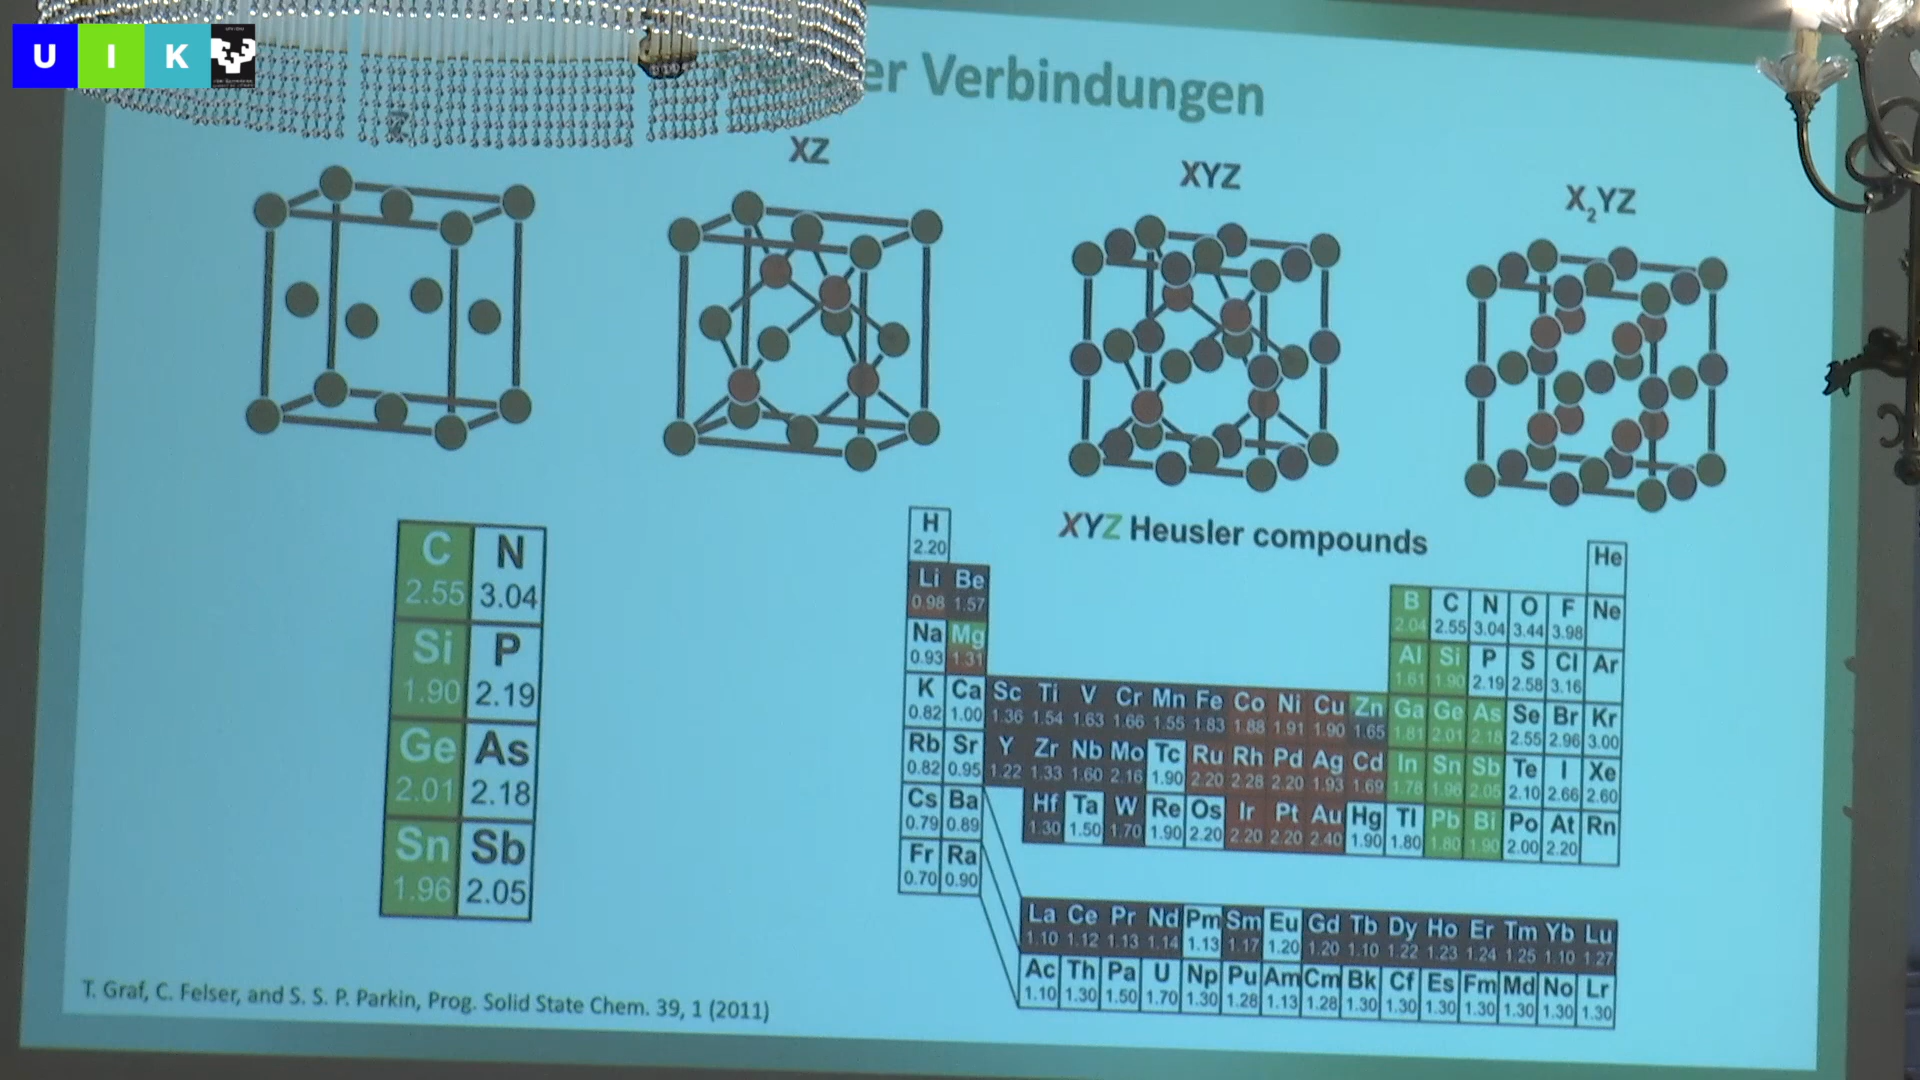 U I K
er Verbindungen
Z
XZ
XYZ
X₂YZ
C N
2.55 3.04
Si P
1.90 2.19
Ge As
2.01 2.18
Sn Sb
1.96 2.05
XYZ Heusler compounds
H He
2.20
Li Be B C N O F Ne
0.98 1.57 2.04 2.55 3.04 3.44 3.98
Na Mg Al Si P S Cl Ar
0.93 1.31 1.61 1.90 2.19 2.58 3.16
K Ca Sc Ti V Cr Mn Fe Co Ni Cu Zn Ga Ge As Se Br Kr
0.82 1.00 1.36 1.54 1.63 1.66 1.55 1.83 1.88 1.91 1.90 1.65 1.81 2.01 2.18 2.55 2.96 3.00
Rb Sr Y Zr Nb Mo Tc Ru Rh Pd Ag Cd In Sn Sb Te I Xe
0.82 0.95 1.22 1.33 1.60 2.16 1.90 2.20 2.28 2.20 1.93 1.69 1.78 1.96 2.05 2.10 2.66 2.60
Cs Ba Hf Ta W Re Os Ir Pt Au Hg Tl Pb Bi Po At Rn
0.79 0.89 1.30 1.50 1.70 1.90 2.20 2.20 2.20 2.40 1.90 1.80 1.80 1.90 2.00 2.20
Fr Ra
0.70 0.90
La Ce Pr Nd Pm Sm Eu Gd Tb Dy Ho Er Tm Yb Lu
1.10 1.12 1.13 1.14 1.13 1.17 1.20 1.20 1.10 1.22 1.23 1.24 1.25 1.10 1.27
Ac Th Pa U Np Pu Am Cm Bk Cf Es Fm Md No Lr
1.10 1.30 1.50 1.70 1.30 1.28 1.13 1.28 1.30 1.30 1.30 1.30 1.30 1.30 1.30
T. Graf, C. Felser, and S. S. P. Parkin, Prog. Solid State Chem. 39, 1 (2011)